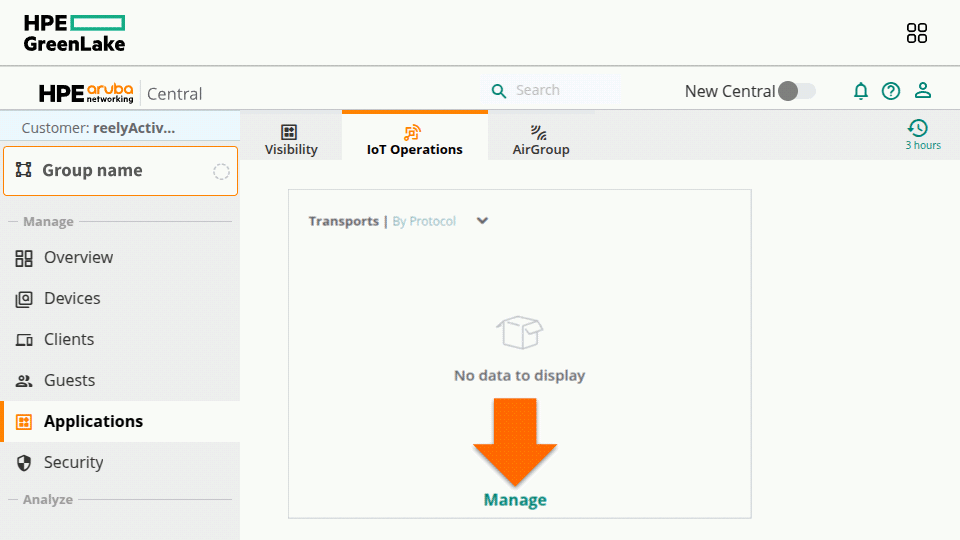 HPE
GreenLake
HPE aruba networking Central
Search
New Central
Customer: reelyActiv...
Group name
Manage
Overview
Devices
Clients
Guests
Applications
Security
Analyze
Visibility
IoT Operations
AirGroup
3 hours
Transports | By Protocol
No data to display
Manage